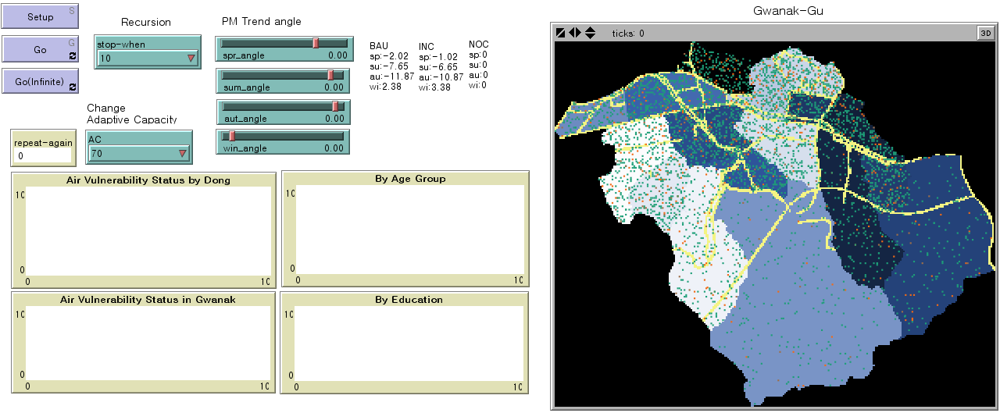 Setup
S
Go
G
Go(Infinite)
Recursion
stop-when
10
Change
Adaptive Capacity
repeat-again
0
AC
70
PM Trend angle
spr_angle 0.00
sum_angle 0.00
aut_angle 0.00
win_angle 0.00
BAU
sp:-2.02
su:-7.65
au:-11.87
wi:2.38
INC
sp:-1.02
su:-6.65
au:-10.87
wi:3.38
NOC
sp:0
su:0
au:0
wi:0
Air Vulnerability Status by Dong
10
0
0 10
By Age Group
10
0
0 10
Air Vulnerability Status in Gwanak
10
0
0 10
By Education
10
0
0 10
Gwanak-Gu
ticks: 0
3D